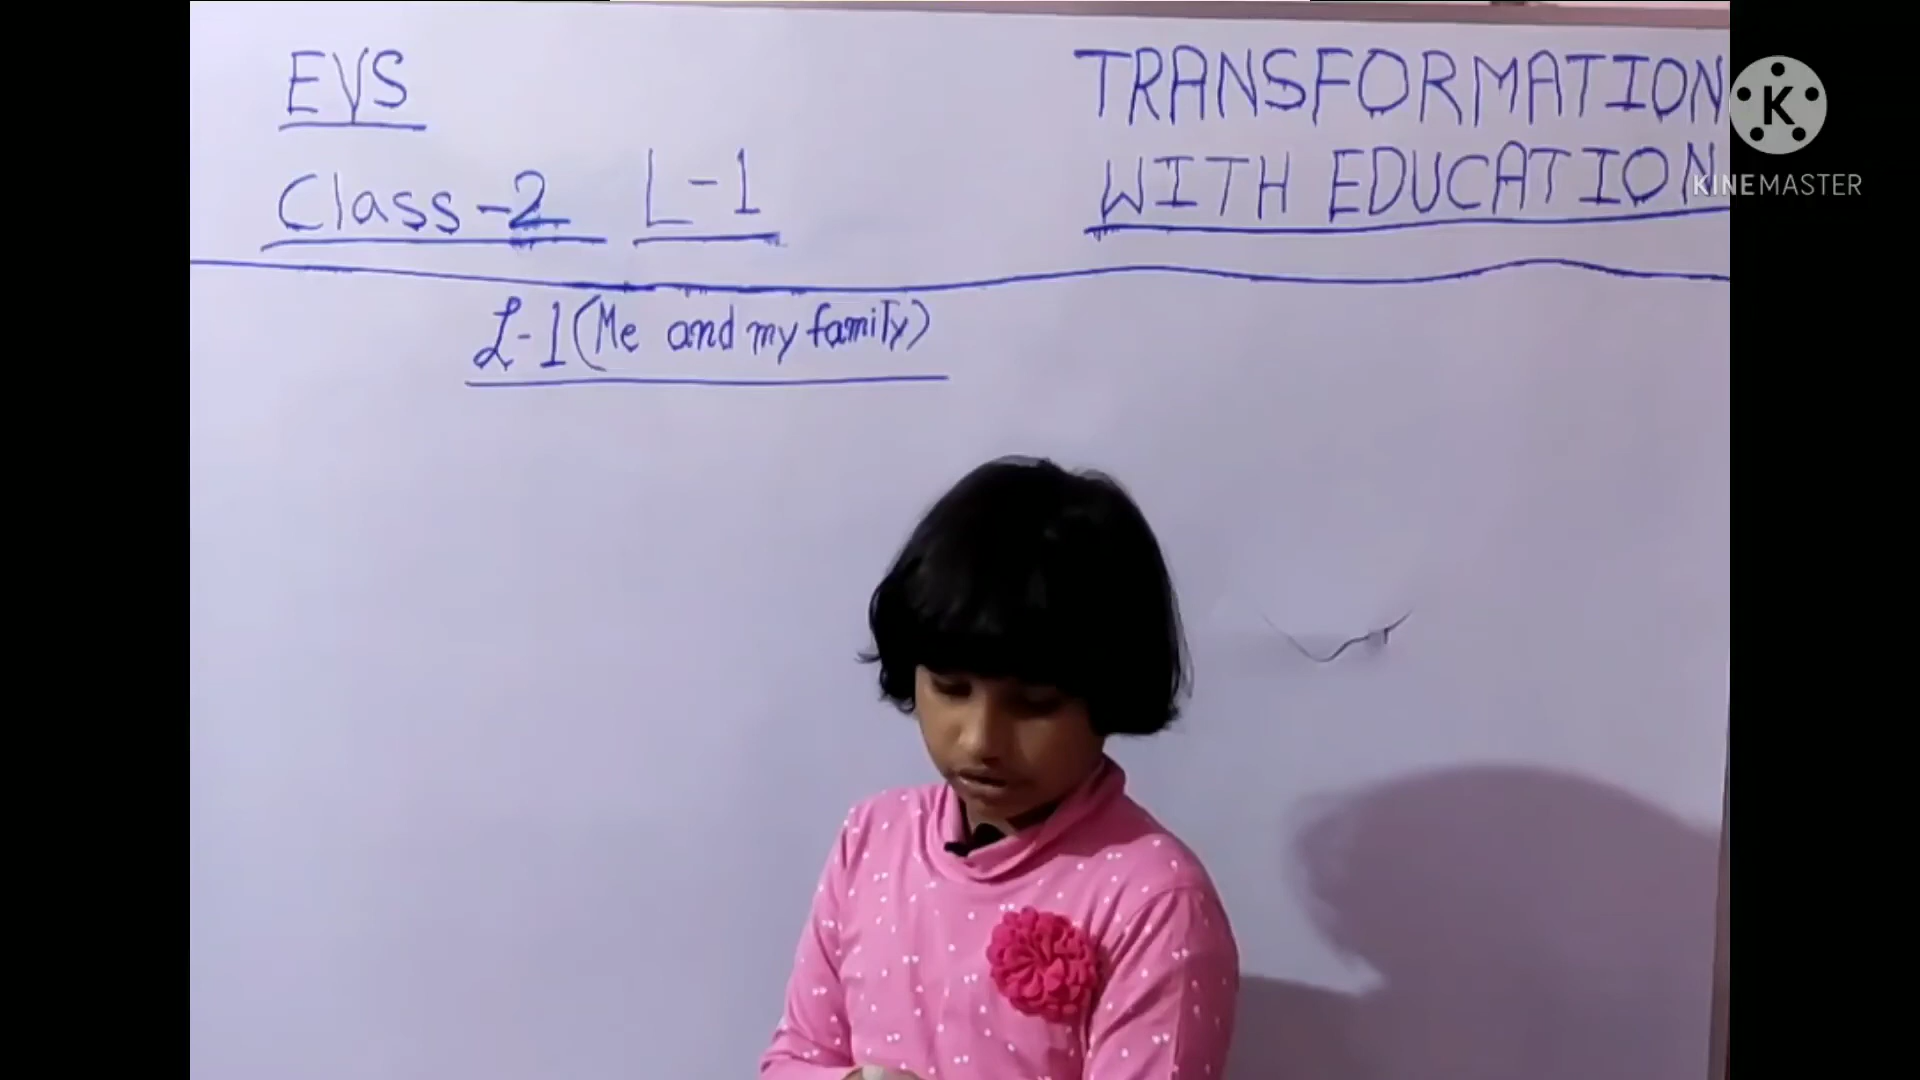 EVS
Class-2 L-1
TRANSFORMATION
WITH EDUCATION
L-1 (Me and my family)
K
KINEMASTER